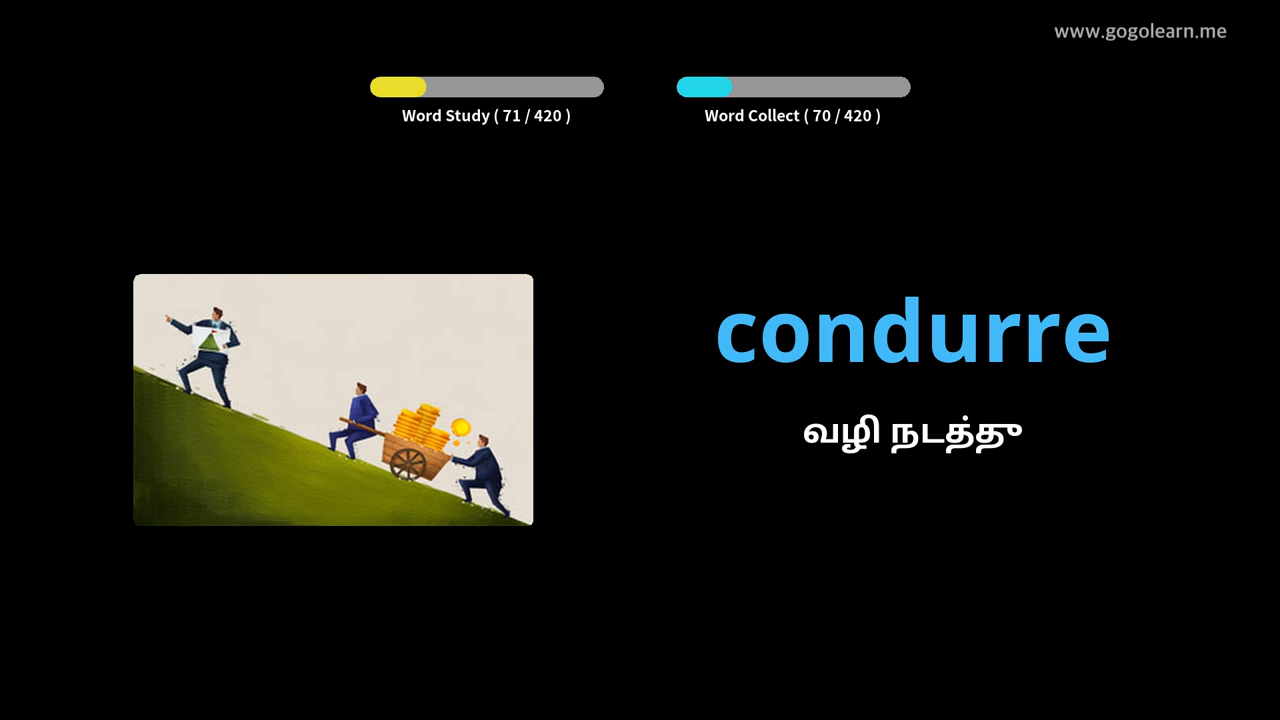 www.gogolearn.me
Word Study ( 71 / 420 )
Word Collect ( 70 / 420 )
condurre
வழி நடத்து